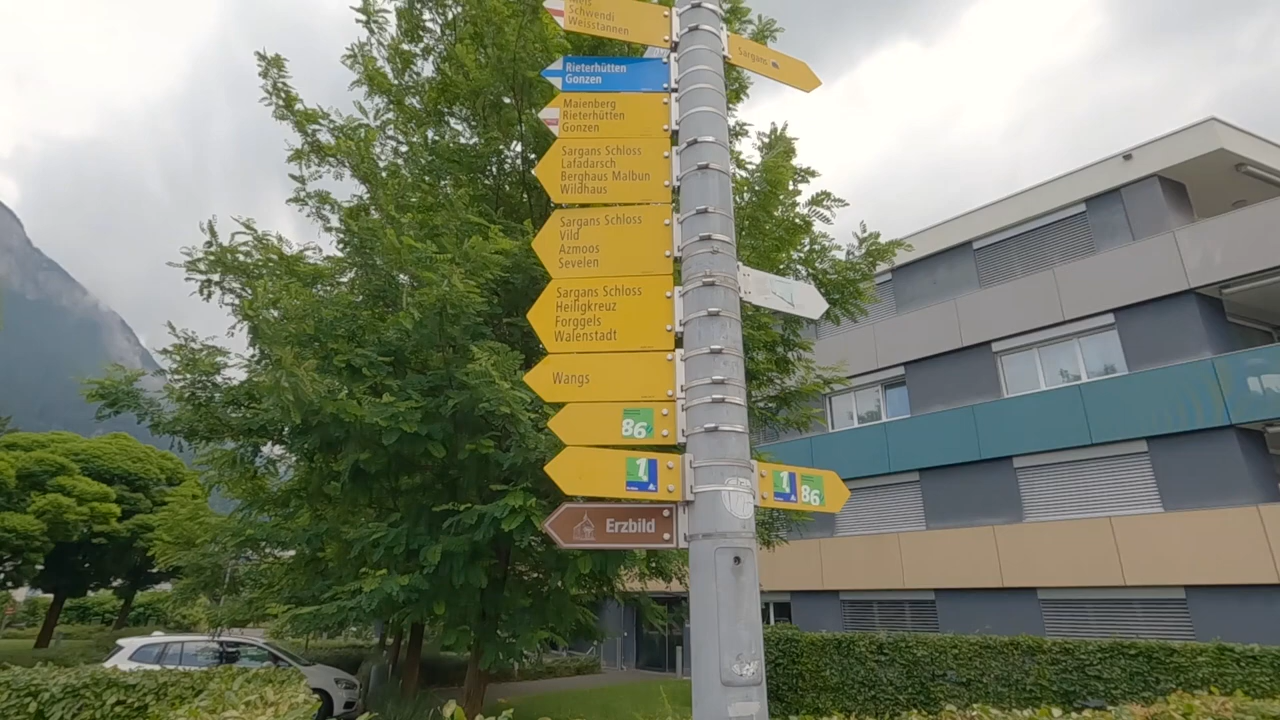 Schwendi
Weisstannen
Sargans
Rieterhütten
Gonzen
Maienberg
Rieterhütten
Gonzen
Sargans Schloss
Lafadarsch
Berghaus Malbun
Wildhaus
Sargans Schloss
Vild
Azmoos
Sevelen
Sargans Schloss
Heiligkreuz
Forggels
Walenstadt
Wangs
86
1
1
86
Erzbild